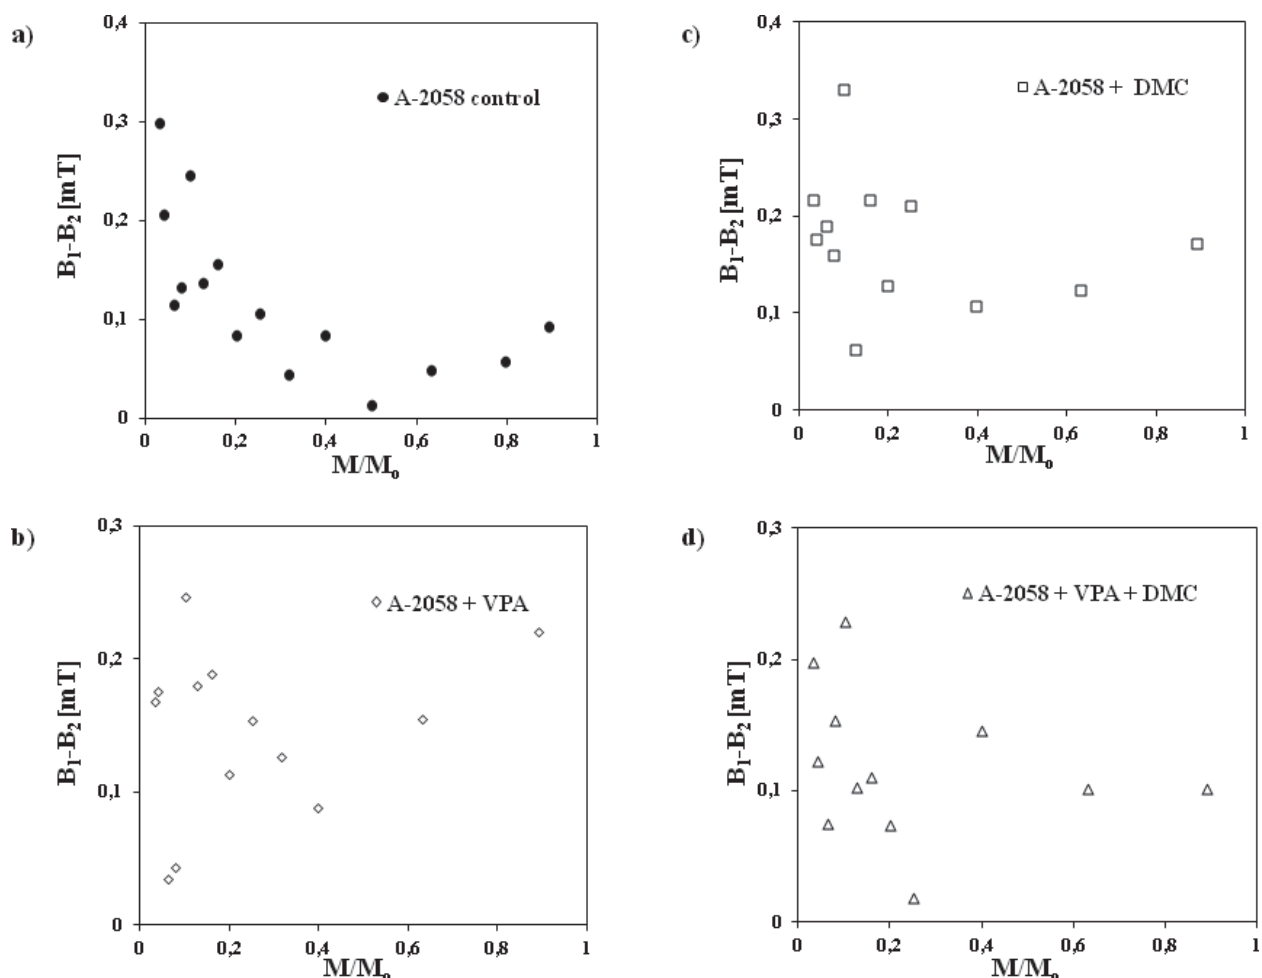 a)
0,4
0,3
0,2
0,1
0
B1-B2 [mT]
● A-2058 control
0 0,2 0,4 0,6 0,8 1
M/Mo
c)
0,4
0,3
0,2
0,1
0
B1-B2 [mT]
□ A-2058 + DMC
0 0,2 0,4 0,6 0,8 1
M/Mo
b)
0,3
0,2
0,1
0
B1-B2 [mT]
◇ A-2058 + VPA
0 0,2 0,4 0,6 0,8 1
M/Mo
d)
0,3
0,2
0,1
0
B1-B2 [mT]
△ A-2058 + VPA + DMC
0 0,2 0,4 0,6 0,8 1
M/Mo